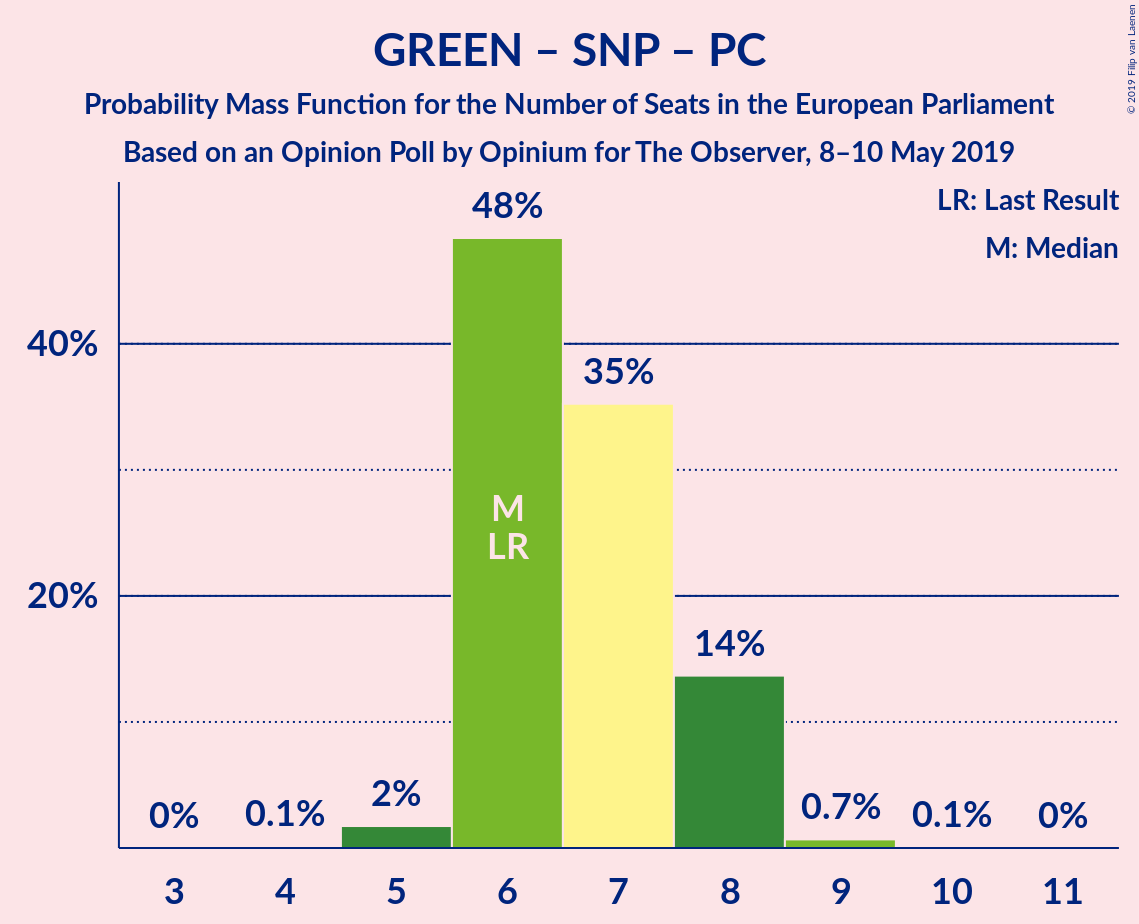 GREEN – SNP – PC
Probability Mass Function for the Number of Seats in the European Parliament
Based on an Opinion Poll by Opinium for The Observer, 8–10 May 2019
© 2019 Filip van Laenen
LR: Last Result
M: Median
48%
40%
35%
M
LR
20%
14%
2%
0%
0.1%
0.7%
0.1%
0%
3 4 5 6 7 8 9 10 11